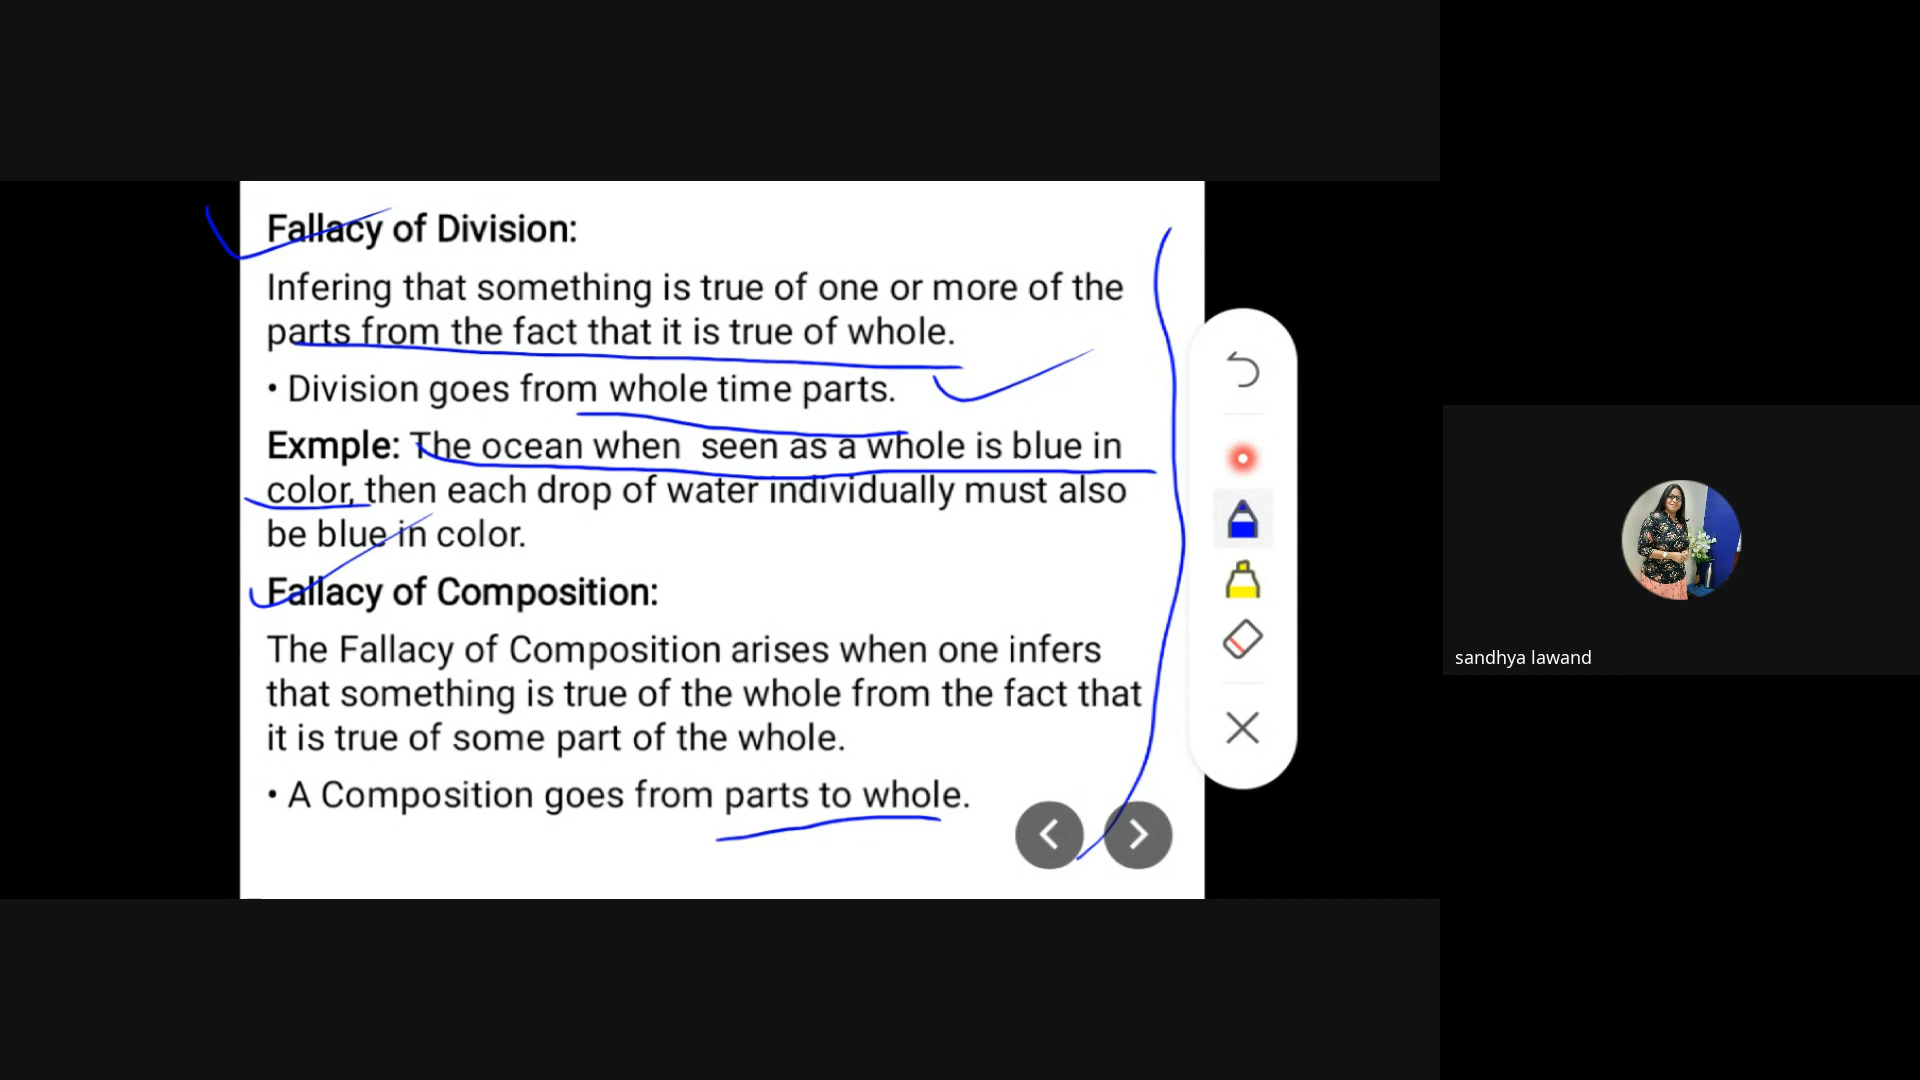 Fallacy of Division:
Infering that something is true of one or more of the
parts from the fact that it is true of whole.
• Division goes from whole time parts.
Exmple: The ocean when seen as a whole is blue in
color, then each drop of water individually must also
be blue in color.
Fallacy of Composition:
The Fallacy of Composition arises when one infers
that something is true of the whole from the fact that
it is true of some part of the whole.
• A Composition goes from parts to whole.
sandhya lawand